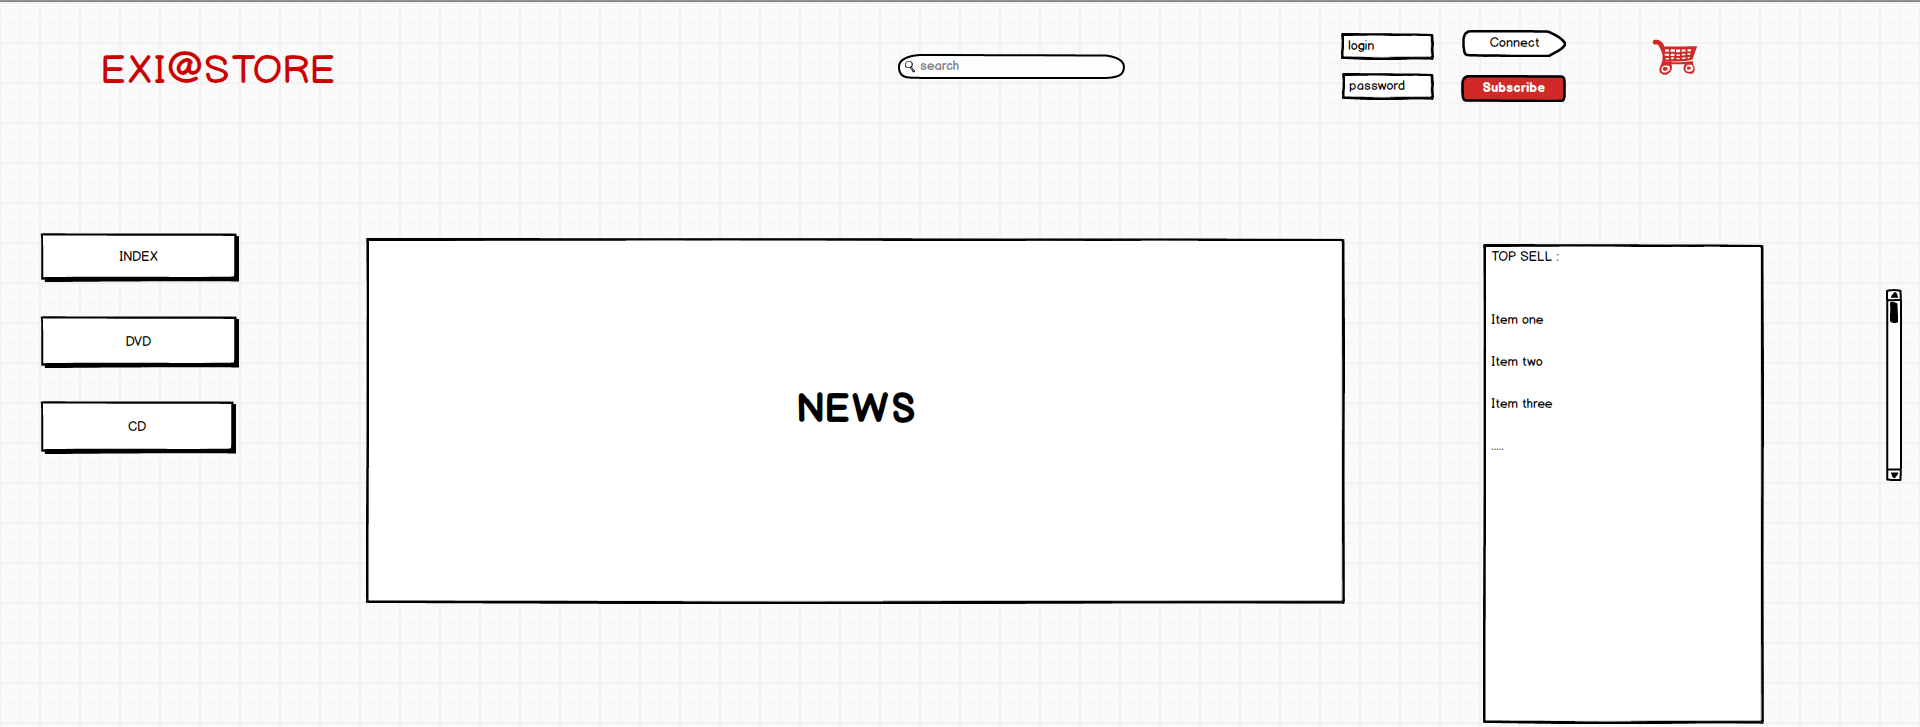 EXI@STORE
search
login
Connect
password
Subscribe
INDEX
DVD
CD
NEWS
TOP SELL :
Item one
Item two
Item three
.....